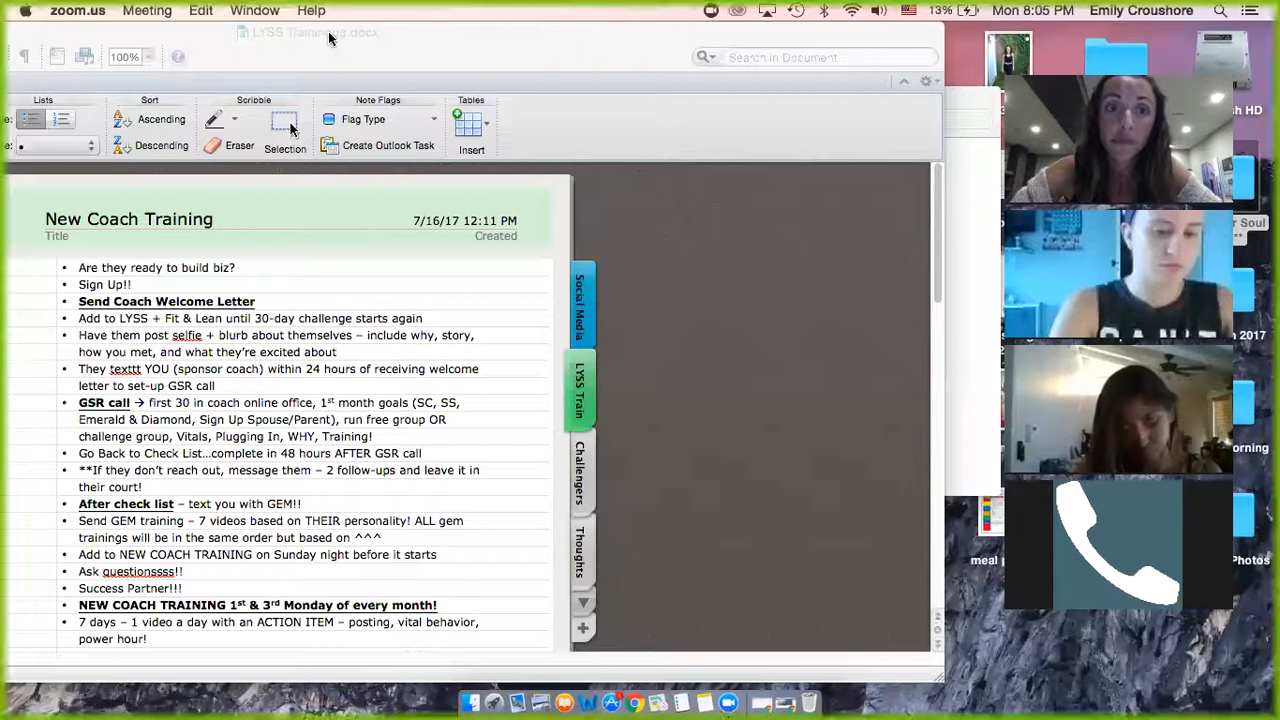 zoom.us Meeting Edit Window Help 13% Mon 8:05 PM Emily Croushore
LYSS Training .docx
100% Search in Document
Lists Sort Scribble Note Flags Tables
Ascending Flag Type
Descending Eraser Selection Create Outlook Task Insert
New Coach Training 7/16/17 12:11 PM
Title Created
• Are they ready to build biz?
• Sign Up!!
• Send Coach Welcome Letter
• Add to LYSS + Fit & Lean until 30-day challenge starts again
• Have them post selfie + blurb about themselves – include why, story,
how you met, and what they’re excited about
• They texttt YOU (sponsor coach) within 24 hours of receiving welcome
letter to set-up GSR call
• GSR call → first 30 in coach online office, 1st month goals (SC, SS,
Emerald & Diamond, Sign Up Spouse/Parent), run free group OR
challenge group, Vitals, Plugging In, WHY, Training!
• Go Back to Check List…complete in 48 hours AFTER GSR call
• **If they don’t reach out, message them – 2 follow-ups and leave it in
their court!
• After check list – text you with GEM!!
• Send GEM training – 7 videos based on THEIR personality! ALL gem
trainings will be in the same order but based on ^^^
• Add to NEW COACH TRAINING on Sunday night before it starts
• Ask questionssss!!
• Success Partner!!!
• NEW COACH TRAINING 1st & 3rd Monday of every month!
• 7 days – 1 video a day with an ACTION ITEM – posting, vital behavior,
power hour!
Social Media
LYSS Train
Challengers
Thoughts
HD
r Soul
2017
orning
meal
Photos